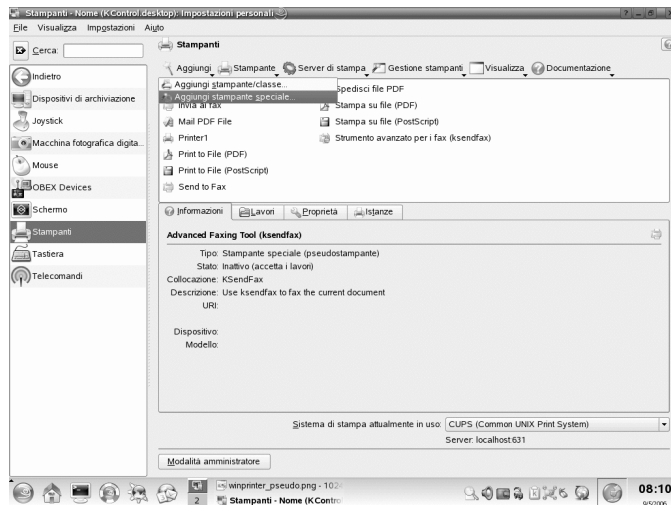 Stampanti - Nome (KControl.desktop): Impostazioni personali
File Visualizza Impostazioni Aiuto
Cerca:
Indietro
Dispositivi di archiviazione
Joystick
Macchina fotografica digita...
Mouse
OBEX Devices
Schermo
Stampanti
Tastiera
Telecomandi
Stampanti
Aggiungi Stampante Server di stampa Gestione stampanti Visualizza Documentazione
Aggiungi stampante/classe...
Aggiungi stampante speciale...
Invia al fax
Mail PDF File
Printer1
Print to File (PDF)
Print to File (PostScript)
Send to Fax
Spedisci file PDF
Stampa su file (PDF)
Stampa su file (PostScript)
Strumento avanzato per i fax (ksendfax)
Informazioni Lavori Proprietà Istanze
Advanced Faxing Tool (ksendfax)
Tipo: Stampante speciale (pseudostampante)
Stato: Inattivo (accetta i lavori)
Collocazione: KSendFax
Descrizione: Use ksendfax to fax the current document
URI:
Dispositivo:
Modello:
Sistema di stampa attualmente in uso: CUPS (Common UNIX Print System)
Server: localhost:631
Modalità amministratore
2
winprinter_pseudo.png - 102
Stampanti - Nome (KContro
08:10
9/5/2006